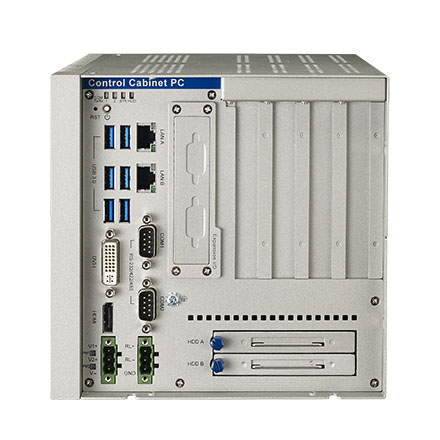 Control Cabinet PC
RST
LAN A
USB 3.0
LAN B
COM1
Expansion I/O
DVI-I
RS-232/422/485
COM2
HDMI
HDD A
V1+
RL+
V2+
RL-
HDD B
V-
GND